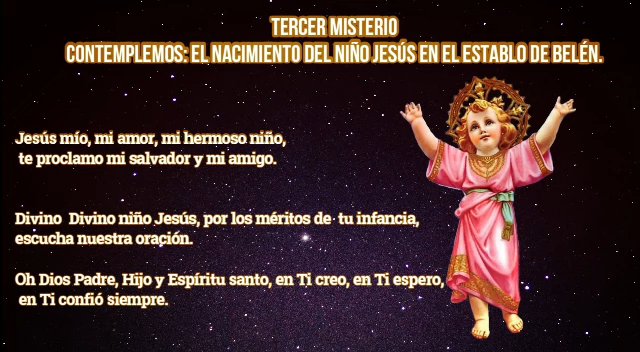 TERCER MISTERIO
CONTEMPLEMOS: EL NACIMIENTO DEL NIÑO JESÚS EN EL ESTABLO DE BELÉN.
Jesús mío, mi amor, mi hermoso niño,
te proclamo mi salvador y mi amigo.
Divino Divino niño Jesús, por los méritos de tu infancia,
escucha nuestra oración.
Oh Dios Padre, Hijo y Espíritu santo, en Ti creo, en Ti espero,
en Ti confió siempre.